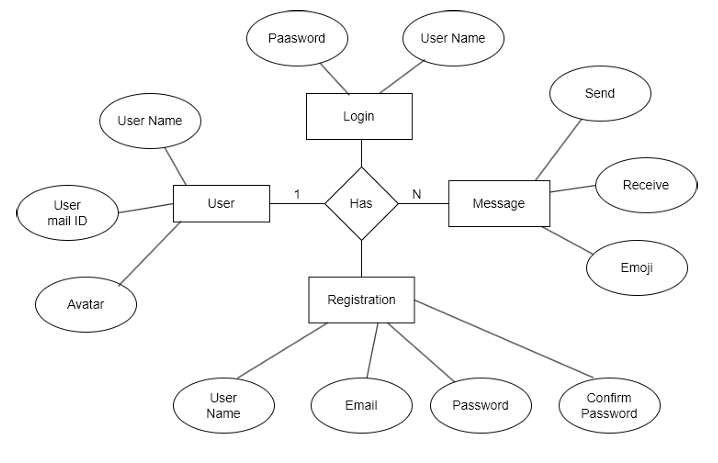 Paasword
User Name
Login
Send
User Name
Receive
User
mail ID
User
1
Has
N
Message
Emoji
Avatar
Registration
User
Name
Email
Password
Confirm
Password